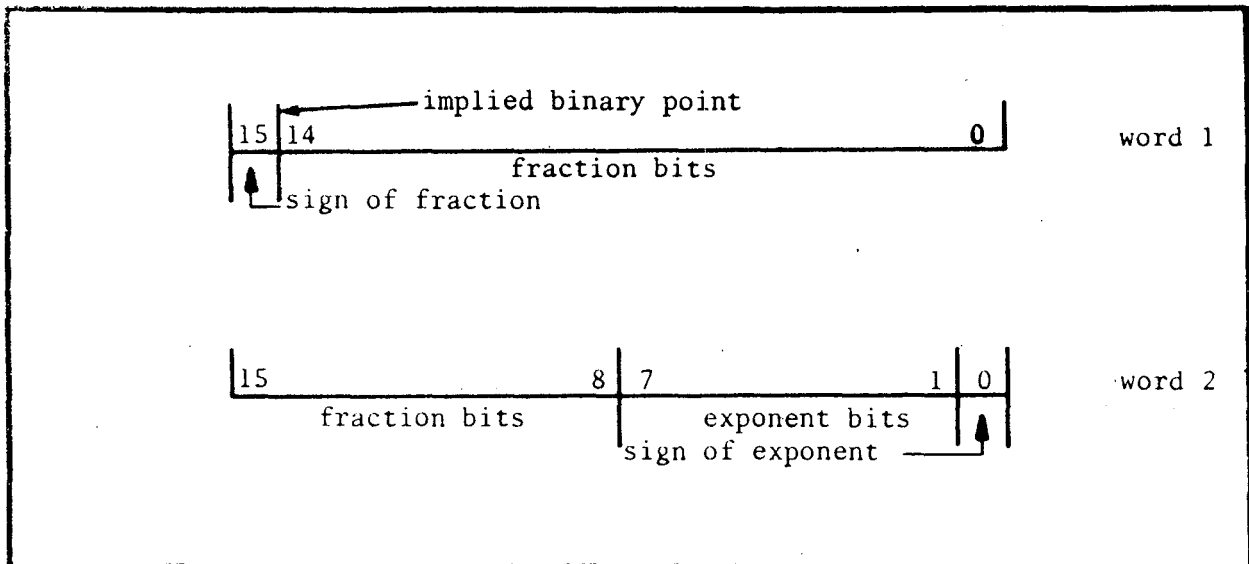 implied binary point
15 14 0 word 1
fraction bits
sign of fraction
15 8 7 1 0 word 2
fraction bits exponent bits
sign of exponent